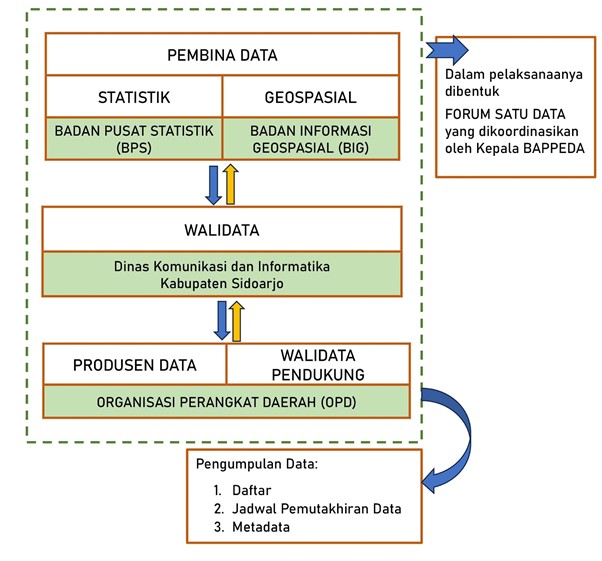 PEMBINA DATA
STATISTIK
GEOSPASIAL
BADAN PUSAT STATISTIK
(BPS)
BADAN INFORMASI
GEOSPASIAL (BIG)
Dalam pelaksanaanya
dibentuk
FORUM SATU DATA
yang dikoordinasikan
oleh Kepala BAPPEDA
WALIDATA
Dinas Komunikasi dan Informatika
Kabupaten Sidoarjo
PRODUSEN DATA
WALIDATA
PENDUKUNG
ORGANISASI PERANGKAT DAERAH (OPD)
Pengumpulan Data:
1. Daftar
2. Jadwal Pemutakhiran Data
3. Metadata